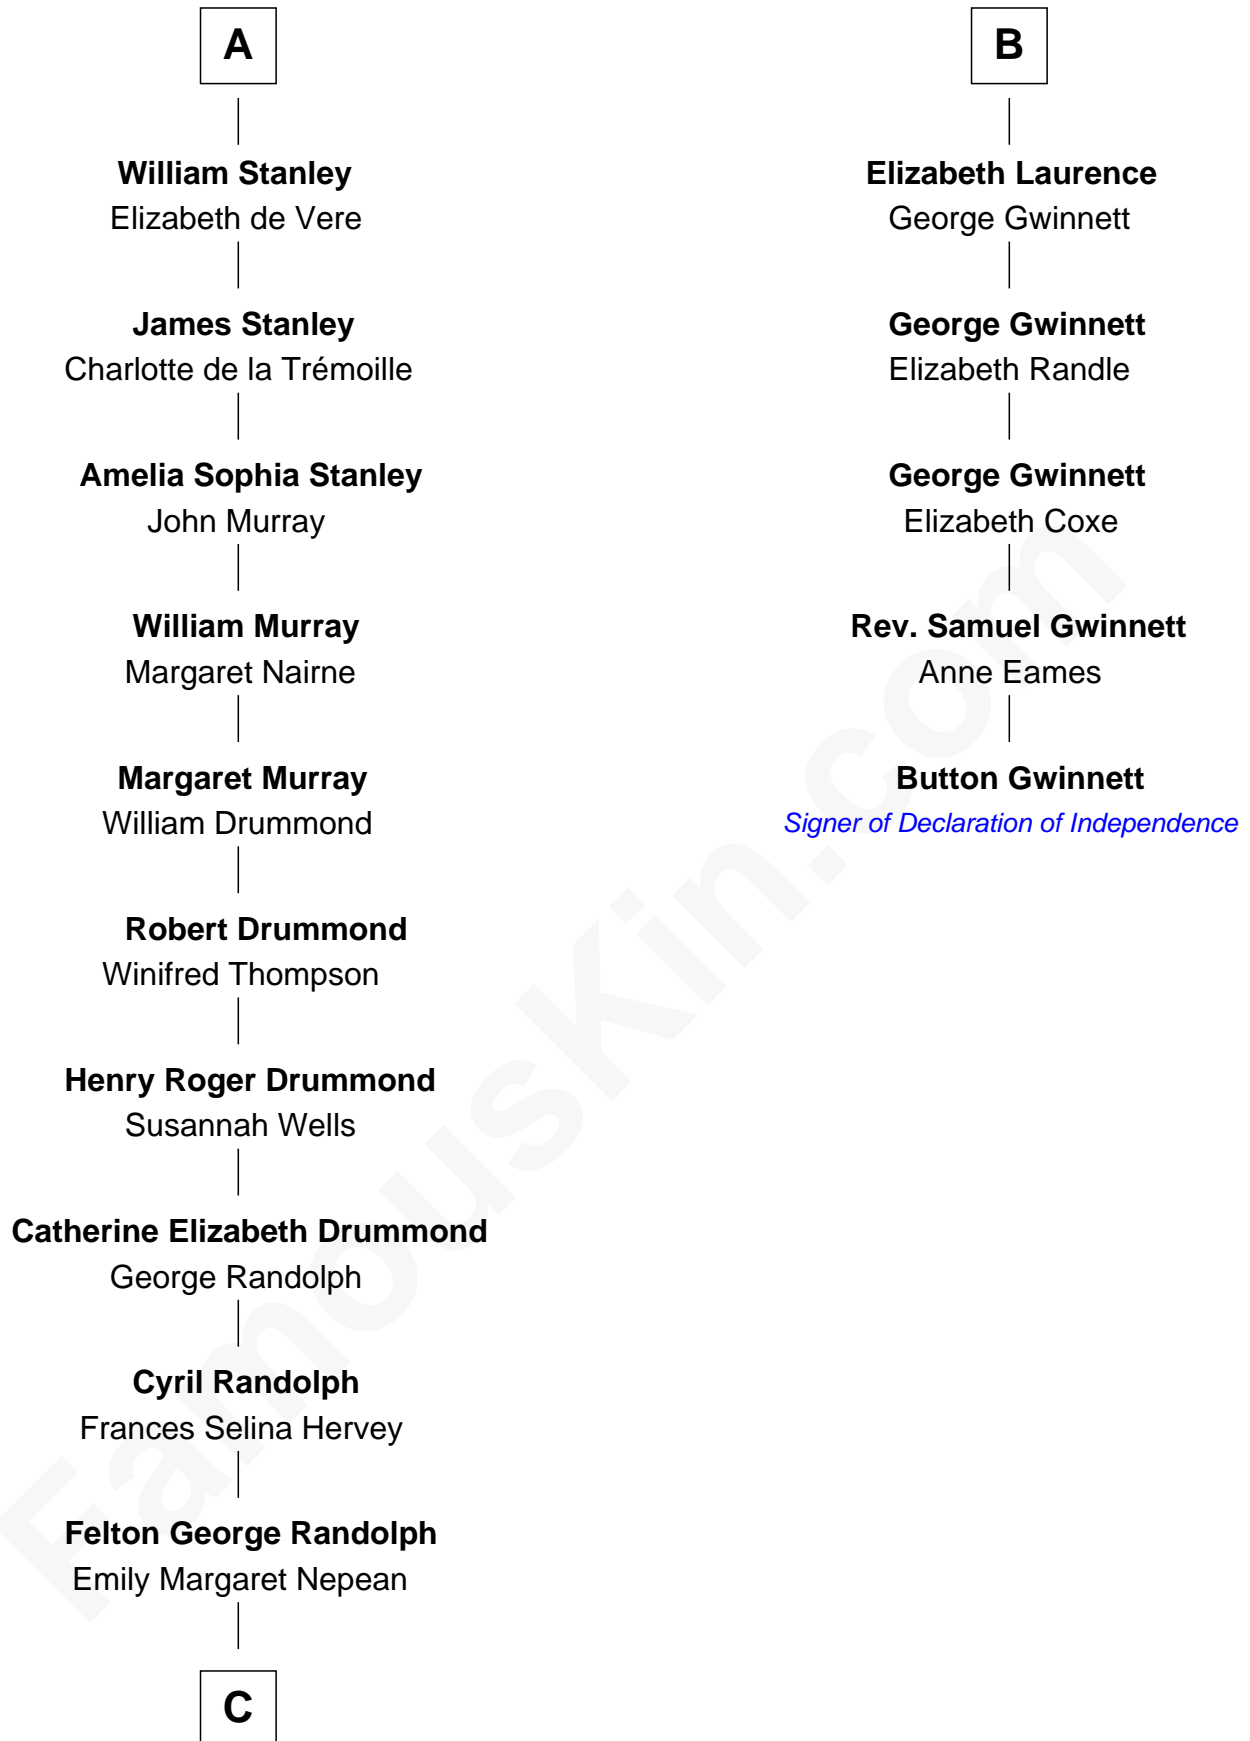 A
William Stanley
Elizabeth de Vere
James Stanley
Charlotte de la Trémoille
Amelia Sophia Stanley
John Murray
William Murray
Margaret Nairne
Margaret Murray
William Drummond
Robert Drummond
Winifred Thompson
Henry Roger Drummond
Susannah Wells
Catherine Elizabeth Drummond
George Randolph
Cyril Randolph
Frances Selina Hervey
Felton George Randolph
Emily Margaret Nepean
C
B
Elizabeth Laurence
George Gwinnett
George Gwinnett
Elizabeth Randle
George Gwinnett
Elizabeth Coxe
Rev. Samuel Gwinnett
Anne Eames
Button Gwinnett
Signer of Declaration of Independence
FamousKin.com